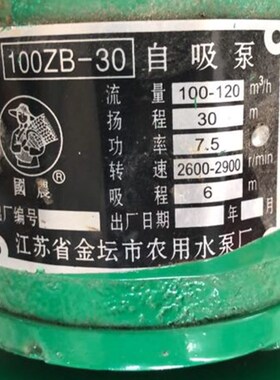 100ZB-30 自吸泵
流量 100-120 m³/h
扬程 30 m
功率 7.5
转速 2600-2900 r/min
吸程 6 m
國農 ®
厂编号 出厂日期 年 月
江苏省金坛市农用水泵厂